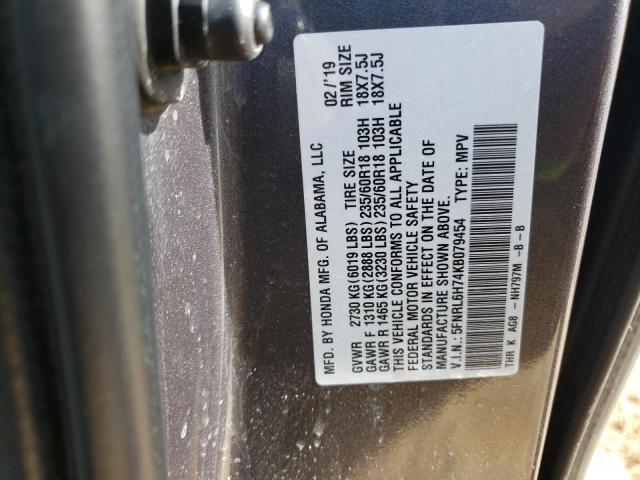 MFD. BY HONDA MFG. OF ALABAMA, LLC 02/'19
GVWR 2730 KG(6019 LBS) TIRE SIZE RIM SIZE
GAWR F 1310 KG(2888 LBS)235/60R18 103H 18X7.5J
GAWR R 1465 KG(3230 LBS)235/60R18 103H 18X7.5J
THIS VEHICLE CONFORMS TO ALL APPLICABLE
FEDERAL MOTOR VEHICLE SAFETY
STANDARDS IN EFFECT ON THE DATE OF
MANUFACTURE SHOWN ABOVE.
V.I.N.: 5FNRL6H74KB079454 TYPE: MPV
THR K AG8 - NH797M -B-B